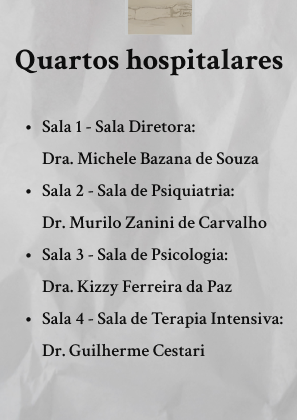 Quartos hospitalares
• Sala 1 - Sala Diretora:
Dra. Michele Bazana de Souza
• Sala 2 - Sala de Psiquiatria:
Dr. Murilo Zanini de Carvalho
• Sala 3 - Sala de Psicologia:
Dra. Kizzy Ferreira da Paz
• Sala 4 - Sala de Terapia Intensiva:
Dr. Guilherme Cestari